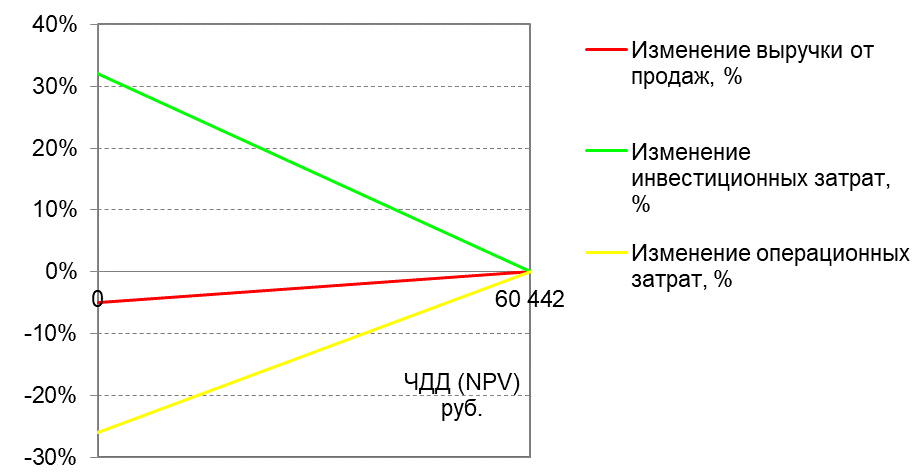 40%
30%
20%
10%
0%
-10%
-20%
-30%
0
60 442
ЧДД (NPV)
руб.
Изменение выручки от
продаж, %
Изменение
инвестиционных затрат,
%
Изменение операционных
затрат, %